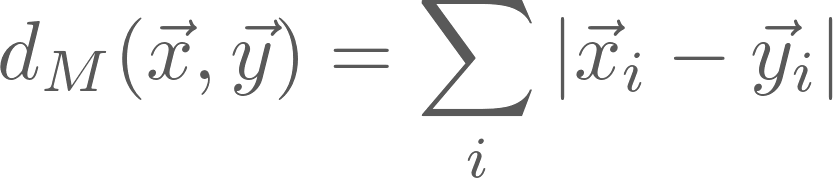 $d_M(\vec{x}, \vec{y}) = \sum_i |\vec{x}_i - \vec{y}_i|$